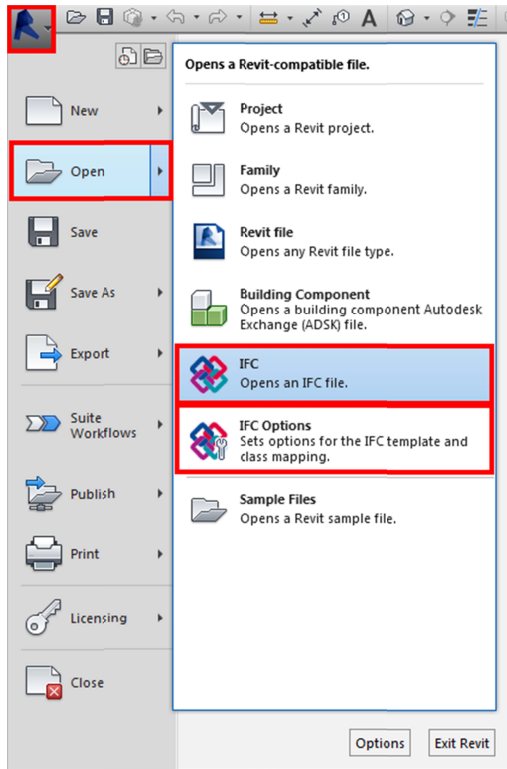 A
Opens a Revit-compatible file.
New
Project
Opens a Revit project.
Open
Family
Opens a Revit family.
Save
Revit file
Opens any Revit file type.
Save As
Building Component
Opens a building component Autodesk
Exchange (ADSK) file.
Export
IFC
Opens an IFC file.
Suite
Workflows
IFC Options
Sets options for the IFC template and
class mapping.
Publish
Sample Files
Opens a Revit sample file.
Print
Licensing
Close
Options
Exit Revit